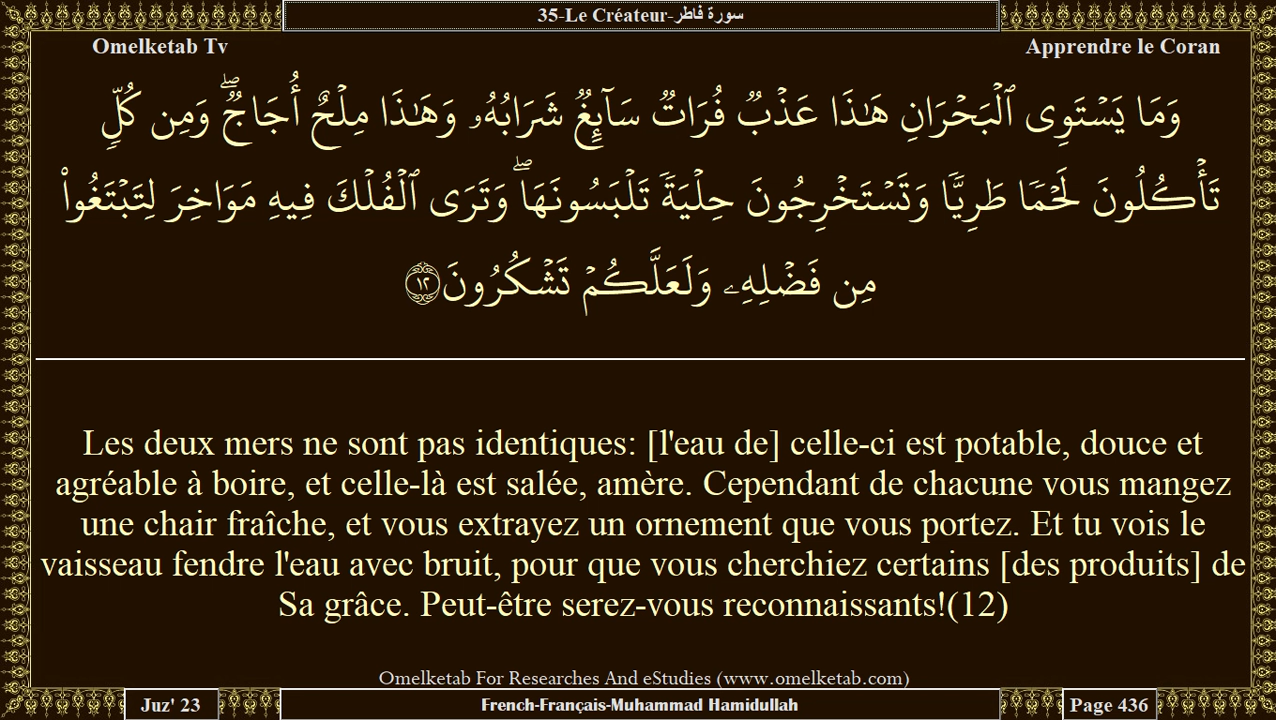 35-Le Créateur-سورة فاطر
Omelketab Tv
Apprendre le Coran
وَمَا يَسْتَوِى ٱلْبَحْرَانِ هَٰذَا عَذْبٌ فُرَاتٌ سَآئِغٌ شَرَابُهُۥ وَهَٰذَا مِلْحٌ أُجَاجٌ ۖ وَمِن كُلٍّ
تَأْكُلُونَ لَحْمًا طَرِيًّا وَتَسْتَخْرِجُونَ حِلْيَةً تَلْبَسُونَهَا ۖ وَتَرَى ٱلْفُلْكَ فِيهِ مَوَاخِرَ لِتَبْتَغُوا۟
مِن فَضْلِهِۦ وَلَعَلَّكُمْ تَشْكُرُونَ ١٢
Les deux mers ne sont pas identiques: [l'eau de] celle-ci est potable, douce et
agréable à boire, et celle-là est salée, amère. Cependant de chacune vous mangez
une chair fraîche, et vous extrayez un ornement que vous portez. Et tu vois le
vaisseau fendre l'eau avec bruit, pour que vous cherchiez certains [des produits] de
Sa grâce. Peut-être serez-vous reconnaissants!(12)
Omelketab For Researches And eStudies (www.omelketab.com)
Juz' 23
French-Français-Muhammad Hamidullah
Page 436